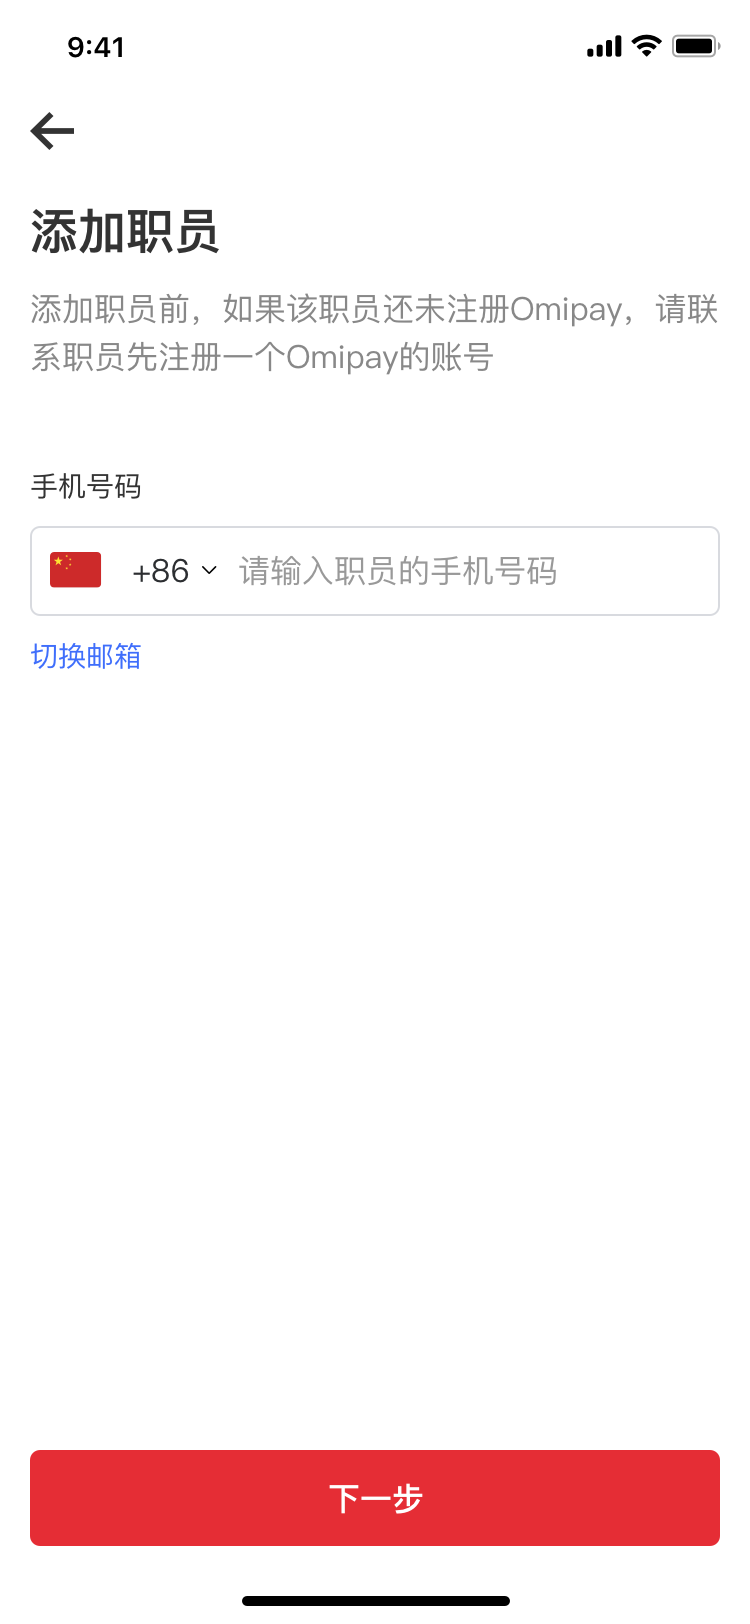 9:41
添加职员
添加职员前，如果该职员还未注册Omipay，请联
系职员先注册一个Omipay的账号
手机号码
+86 请输入职员的手机号码
切换邮箱
下一步